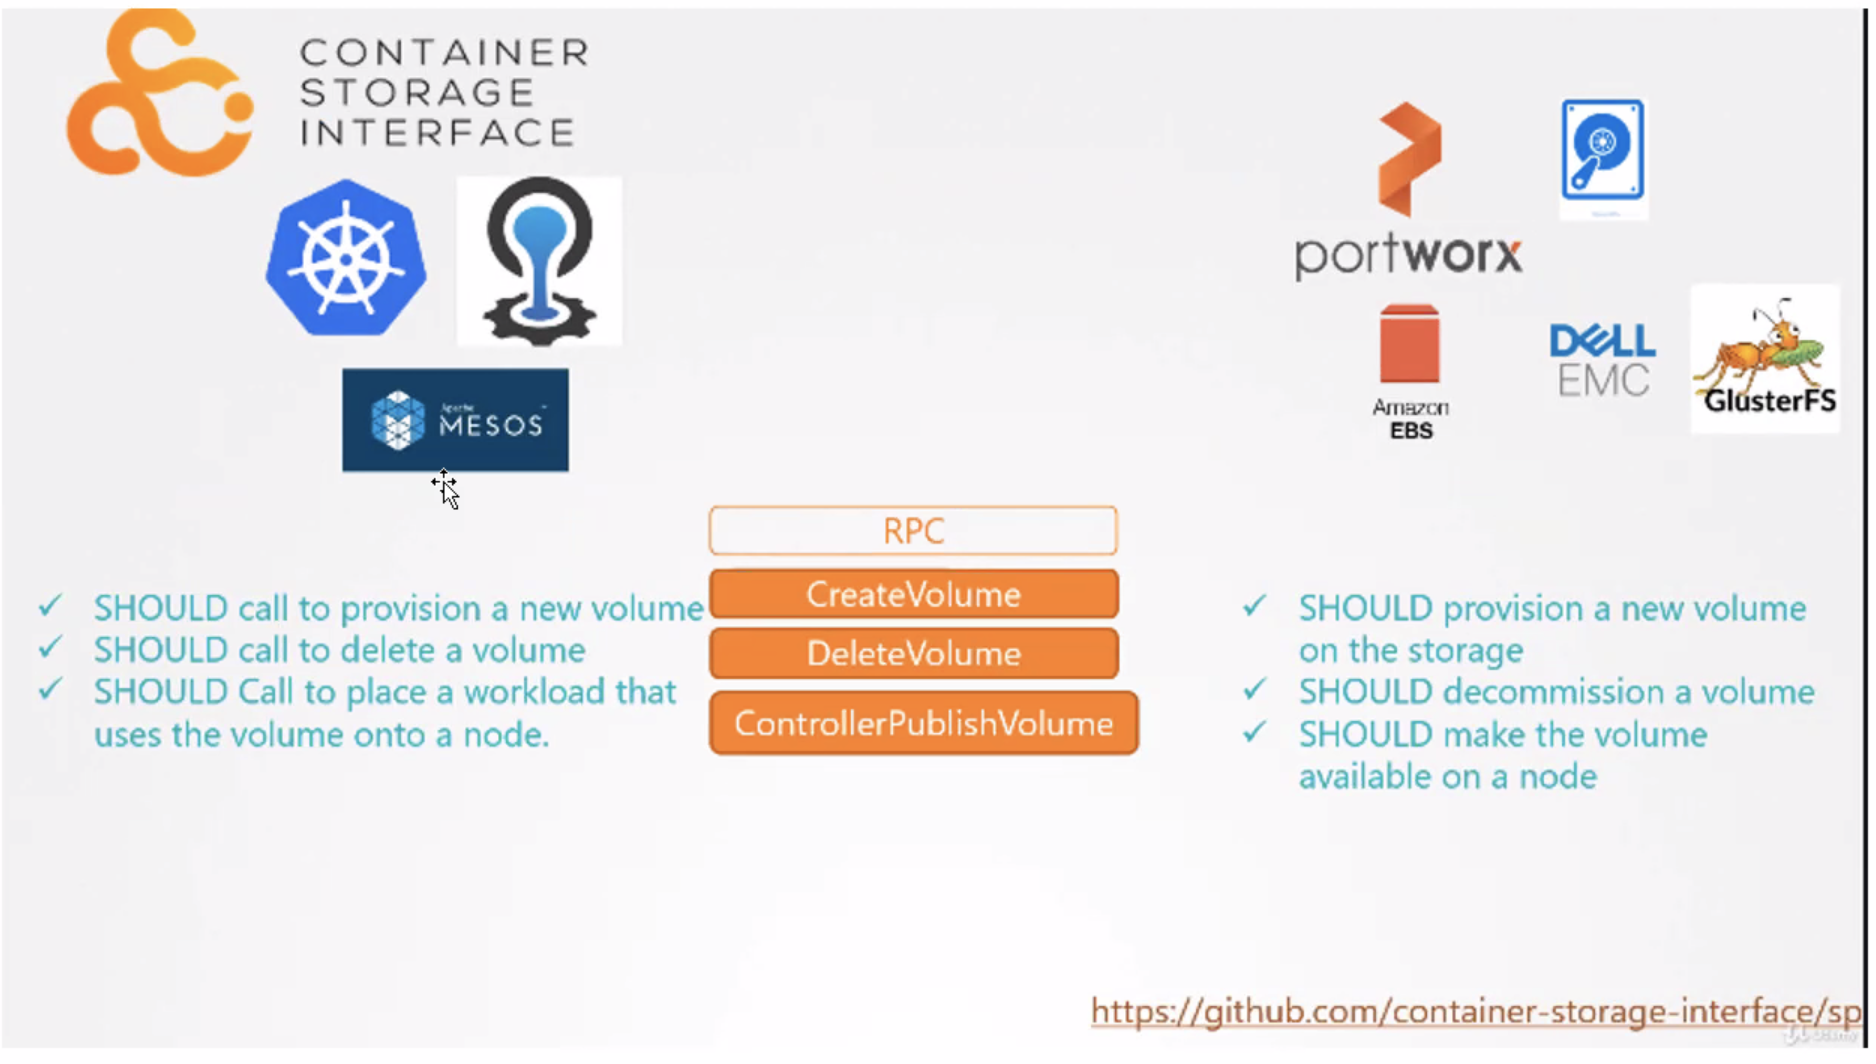 CONTAINER
STORAGE
INTERFACE
portworx
Apache
MESOS
Amazon
EBS
DELL
EMC
GlusterFS
RPC
CreateVolume
DeleteVolume
ControllerPublishVolume
✓ SHOULD call to provision a new volume
✓ SHOULD call to delete a volume
✓ SHOULD Call to place a workload that
uses the volume onto a node.
✓ SHOULD provision a new volume
on the storage
✓ SHOULD decommission a volume
✓ SHOULD make the volume
available on a node
https://github.com/container-storage-interface/sp